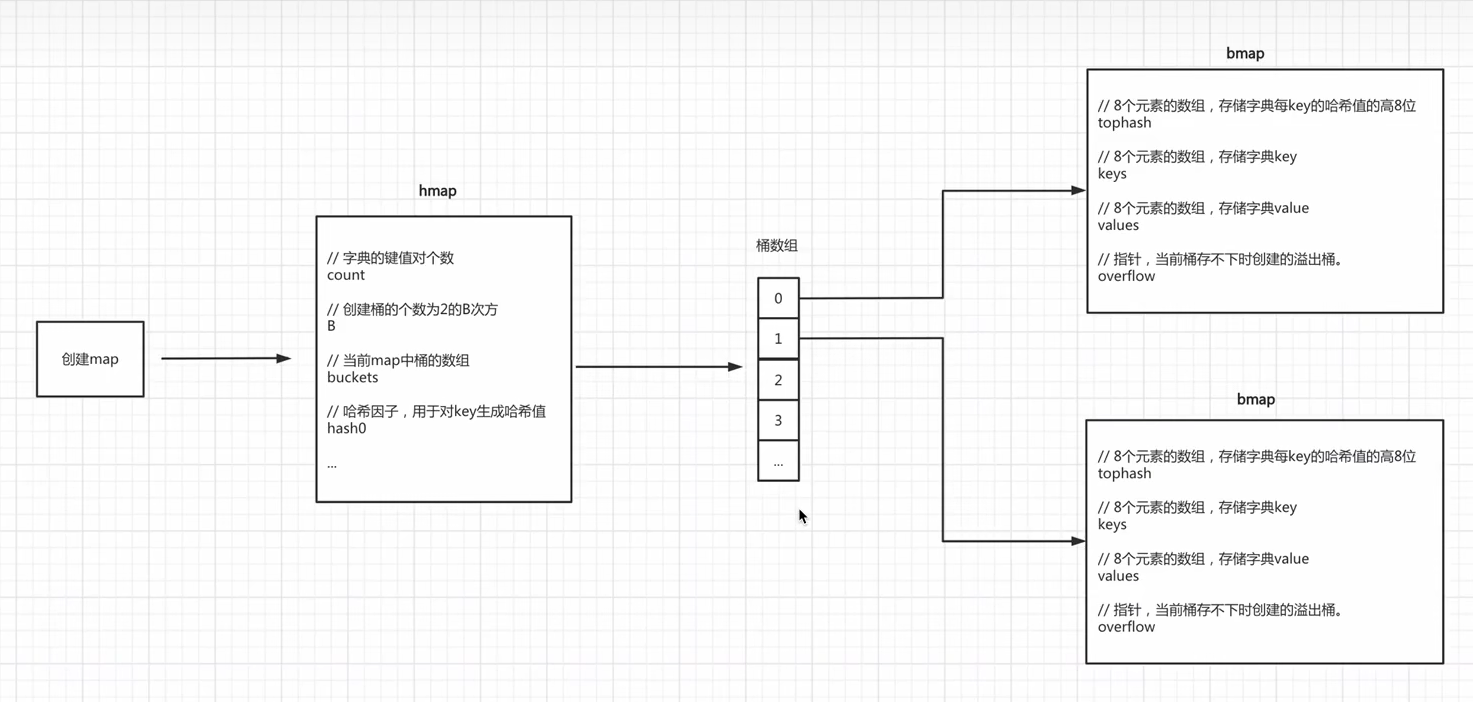 创建map
hmap
// 字典的键值对个数
count
// 创建桶的个数为2的B次方
B
// 当前map中桶的数组
buckets
// 哈希因子，用于对key生成哈希值
hash0
...
桶数组
0
1
2
3
...
bmap
// 8个元素的数组，存储字典每key的哈希值的高8位
tophash
// 8个元素的数组，存储字典key
keys
// 8个元素的数组，存储字典value
values
// 指针，当前桶存不下时创建的溢出桶。
overflow
bmap
// 8个元素的数组，存储字典每key的哈希值的高8位
tophash
// 8个元素的数组，存储字典key
keys
// 8个元素的数组，存储字典value
values
// 指针，当前桶存不下时创建的溢出桶。
overflow